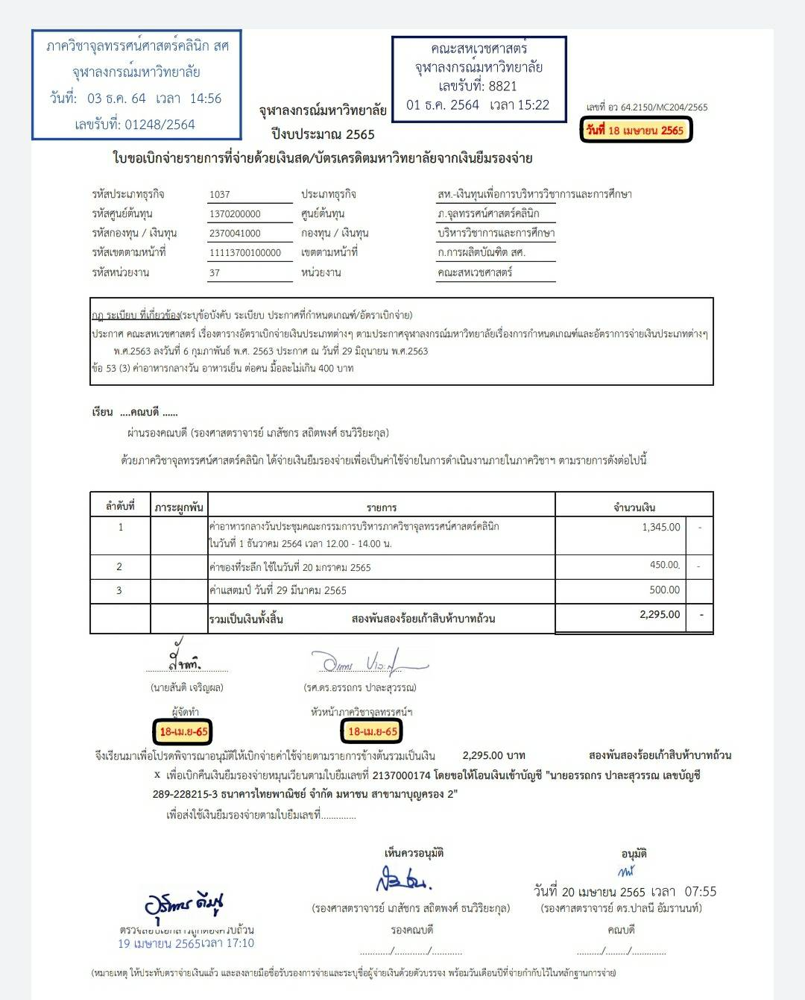 ภาควิชาจุลทรรศน์ศาสตร์คลินิก สศ
จุฬาลงกรณ์มหาวิทยาลัย
วันที่: 03 ธ.ค. 64 เวลา 14:56
เลขรับที่: 01248/2564
คณะสหเวชศาสตร์
จุฬาลงกรณ์มหาวิทยาลัย
เลขรับที่: 8821
01 ธ.ค. 2564 เวลา 15:22
เลขที่ อว 64.2150/MC204/2565
วันที่ 18 เมษายน 2565
จุฬาลงกรณ์มหาวิทยาลัย
ปีงบประมาณ 2565
ใบขอเบิกจ่ายรายการที่จ่ายด้วยเงินสด/บัตรเครดิตมหาวิทยาลัยจากเงินยืมรองจ่าย
รหัสประเภทธุรกิจ 1037 ประเภทธุรกิจ สห.-เงินทุนเพื่อการบริหารวิชาการและการศึกษา
รหัสศูนย์ต้นทุน 1370200000 ศูนย์ต้นทุน ภ.จุลทรรศน์ศาสตร์คลินิก
รหัสกองทุน / เงินทุน 2370041000 กองทุน / เงินทุน บริหารวิชาการและการศึกษา
รหัสเขตตามหน้าที่ 11113700100000 เขตตามหน้าที่ ก.การผลิตบัณฑิต สศ.
รหัสหน่วยงาน 37 หน่วยงาน คณะสหเวชศาสตร์
กฎ ระเบียบ ที่เกี่ยวข้อง(ระบุข้อบังคับ ระเบียบ ประกาศที่กำหนดเกณฑ์/อัตราเบิกจ่าย)
ประกาศ คณะสหเวชศาสตร์ เรื่องตารางอัตราเบิกจ่ายเงินประเภทต่างๆ ตามประกาศจุฬาลงกรณ์มหาวิทยาลัยเรื่องการกำหนดเกณฑ์และอัตราการจ่ายเงินประเภทต่างๆ
พ.ศ.2563 ลงวันที่ 6 กุมภาพันธ์ พ.ศ. 2563 ประกาศ ณ วันที่ 29 มิถุนายน พ.ศ.2563
ข้อ 53 (3) ค่าอาหารกลางวัน อาหารเย็น ต่อคน มื้อละไม่เกิน 400 บาท
เรียน ....คณบดี ......
ผ่านรองคณบดี (รองศาสตราจารย์ เภสัชกร สถิตพงศ์ ธนวิริยะกุล)
ด้วยภาควิชาจุลทรรศน์ศาสตร์คลินิก ได้จ่ายเงินยืมรองจ่ายเพื่อเป็นค่าใช้จ่ายในการดำเนินงานภายในภาควิชาฯ ตามรายการดังต่อไปนี้
ลำดับที่ ภาระผูกพัน รายการ จำนวนเงิน
1 ค่าอาหารกลางวันประชุมคณะกรรมการบริหารภาควิชาจุลทรรศน์ศาสตร์คลินิก 1,345.00 -
ในวันที่ 1 ธันวาคม 2564 เวลา 12.00 - 14.00 น.
2 ค่าของที่ระลึก ใช้ในวันที่ 20 มกราคม 2565 450.00. -
3 ค่าแสตมป์ วันที่ 29 มีนาคม 2565 500.00
รวมเป็นเงินทั้งสิ้น สองพันสองร้อยเก้าสิบห้าบาทถ้วน 2,295.00 -
(นายสันติ เจริญผล) (รศ.ดร.อรรถกร ปาละสุวรรณ)
ผู้จัดทำ หัวหน้าภาควิชาจุลทรรศน์ฯ
18-เม.ย-65 18-เม.ย-65
จึงเรียนมาเพื่อโปรดพิจารณาอนุมัติให้เบิกจ่ายค่าใช้จ่ายตามรายการข้างต้นรวมเป็นเงิน 2,295.00 บาท สองพันสองร้อยเก้าสิบห้าบาทถ้วน
x เพื่อเบิกคืนเงินยืมรองจ่ายหมุนเวียนตามใบยืมเลขที่ 2137000174 โดยขอให้โอนเงินเข้าบัญชี "นายอรรถกร ปาละสุวรรณ เลขบัญชี
289-228215-3 ธนาคารไทยพาณิชย์ จำกัด มหาชน สาขามาบุญครอง 2"
เพื่อส่งใช้เงินยืมรองจ่ายตามใบยืมเลขที่..............
เห็นควรอนุมัติ อนุมัติ
วันที่ 20 เมษายน 2565 เวลา 07:55
(รองศาสตราจารย์ เภสัชกร สถิตพงศ์ ธนวิริยะกุล) (รองศาสตราจารย์ ดร.ปาลนี อัมรานนท์)
ตรวจสอบเอกสารถูกต้องครบถ้วน รองคณบดี คณบดี
19 เมษายน 2565เวลา 17:10 ............/............./............ ........../......../..............
(หมายเหตุ ให้ประทับตราจ่ายเงินแล้ว และลงลายมือชื่อรับรองการจ่ายและระบุชื่อผู้จ่ายเงินด้วยตัวบรรจง พร้อมวันเดือนปีที่จ่ายกำกับไว้ในหลักฐานการจ่าย)